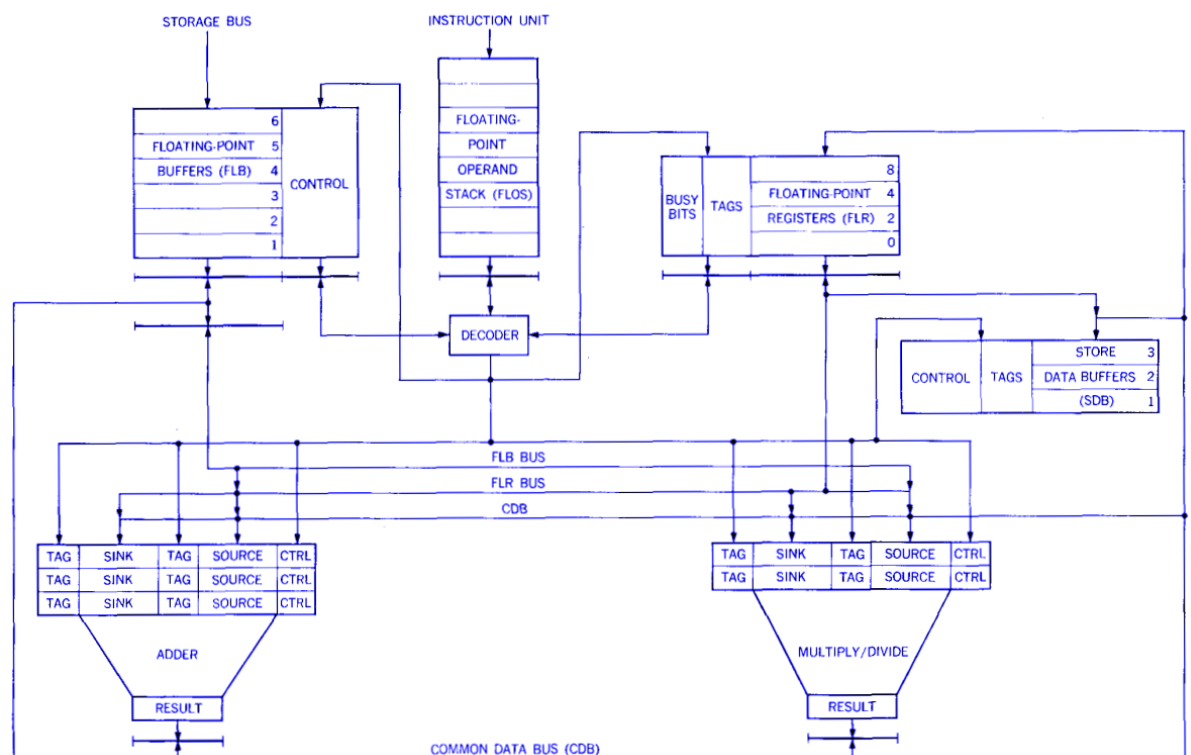 STORAGE BUS
INSTRUCTION UNIT
6
FLOATING-POINT 5
BUFFERS (FLB) 4
3
2
1
CONTROL
FLOATING-
POINT
OPERAND
STACK (FLOS)
BUSY
BITS
TAGS
8
FLOATING-POINT 4
REGISTERS (FLR) 2
0
DECODER
CONTROL
TAGS
STORE 3
DATA BUFFERS 2
(SDB) 1
FLB BUS
FLR BUS
CDB
TAG SINK TAG SOURCE CTRL
TAG SINK TAG SOURCE CTRL
TAG SINK TAG SOURCE CTRL
ADDER
RESULT
TAG SINK TAG SOURCE CTRL
TAG SINK TAG SOURCE CTRL
MULTIPLY/DIVIDE
RESULT
COMMON DATA BUS (CDB)